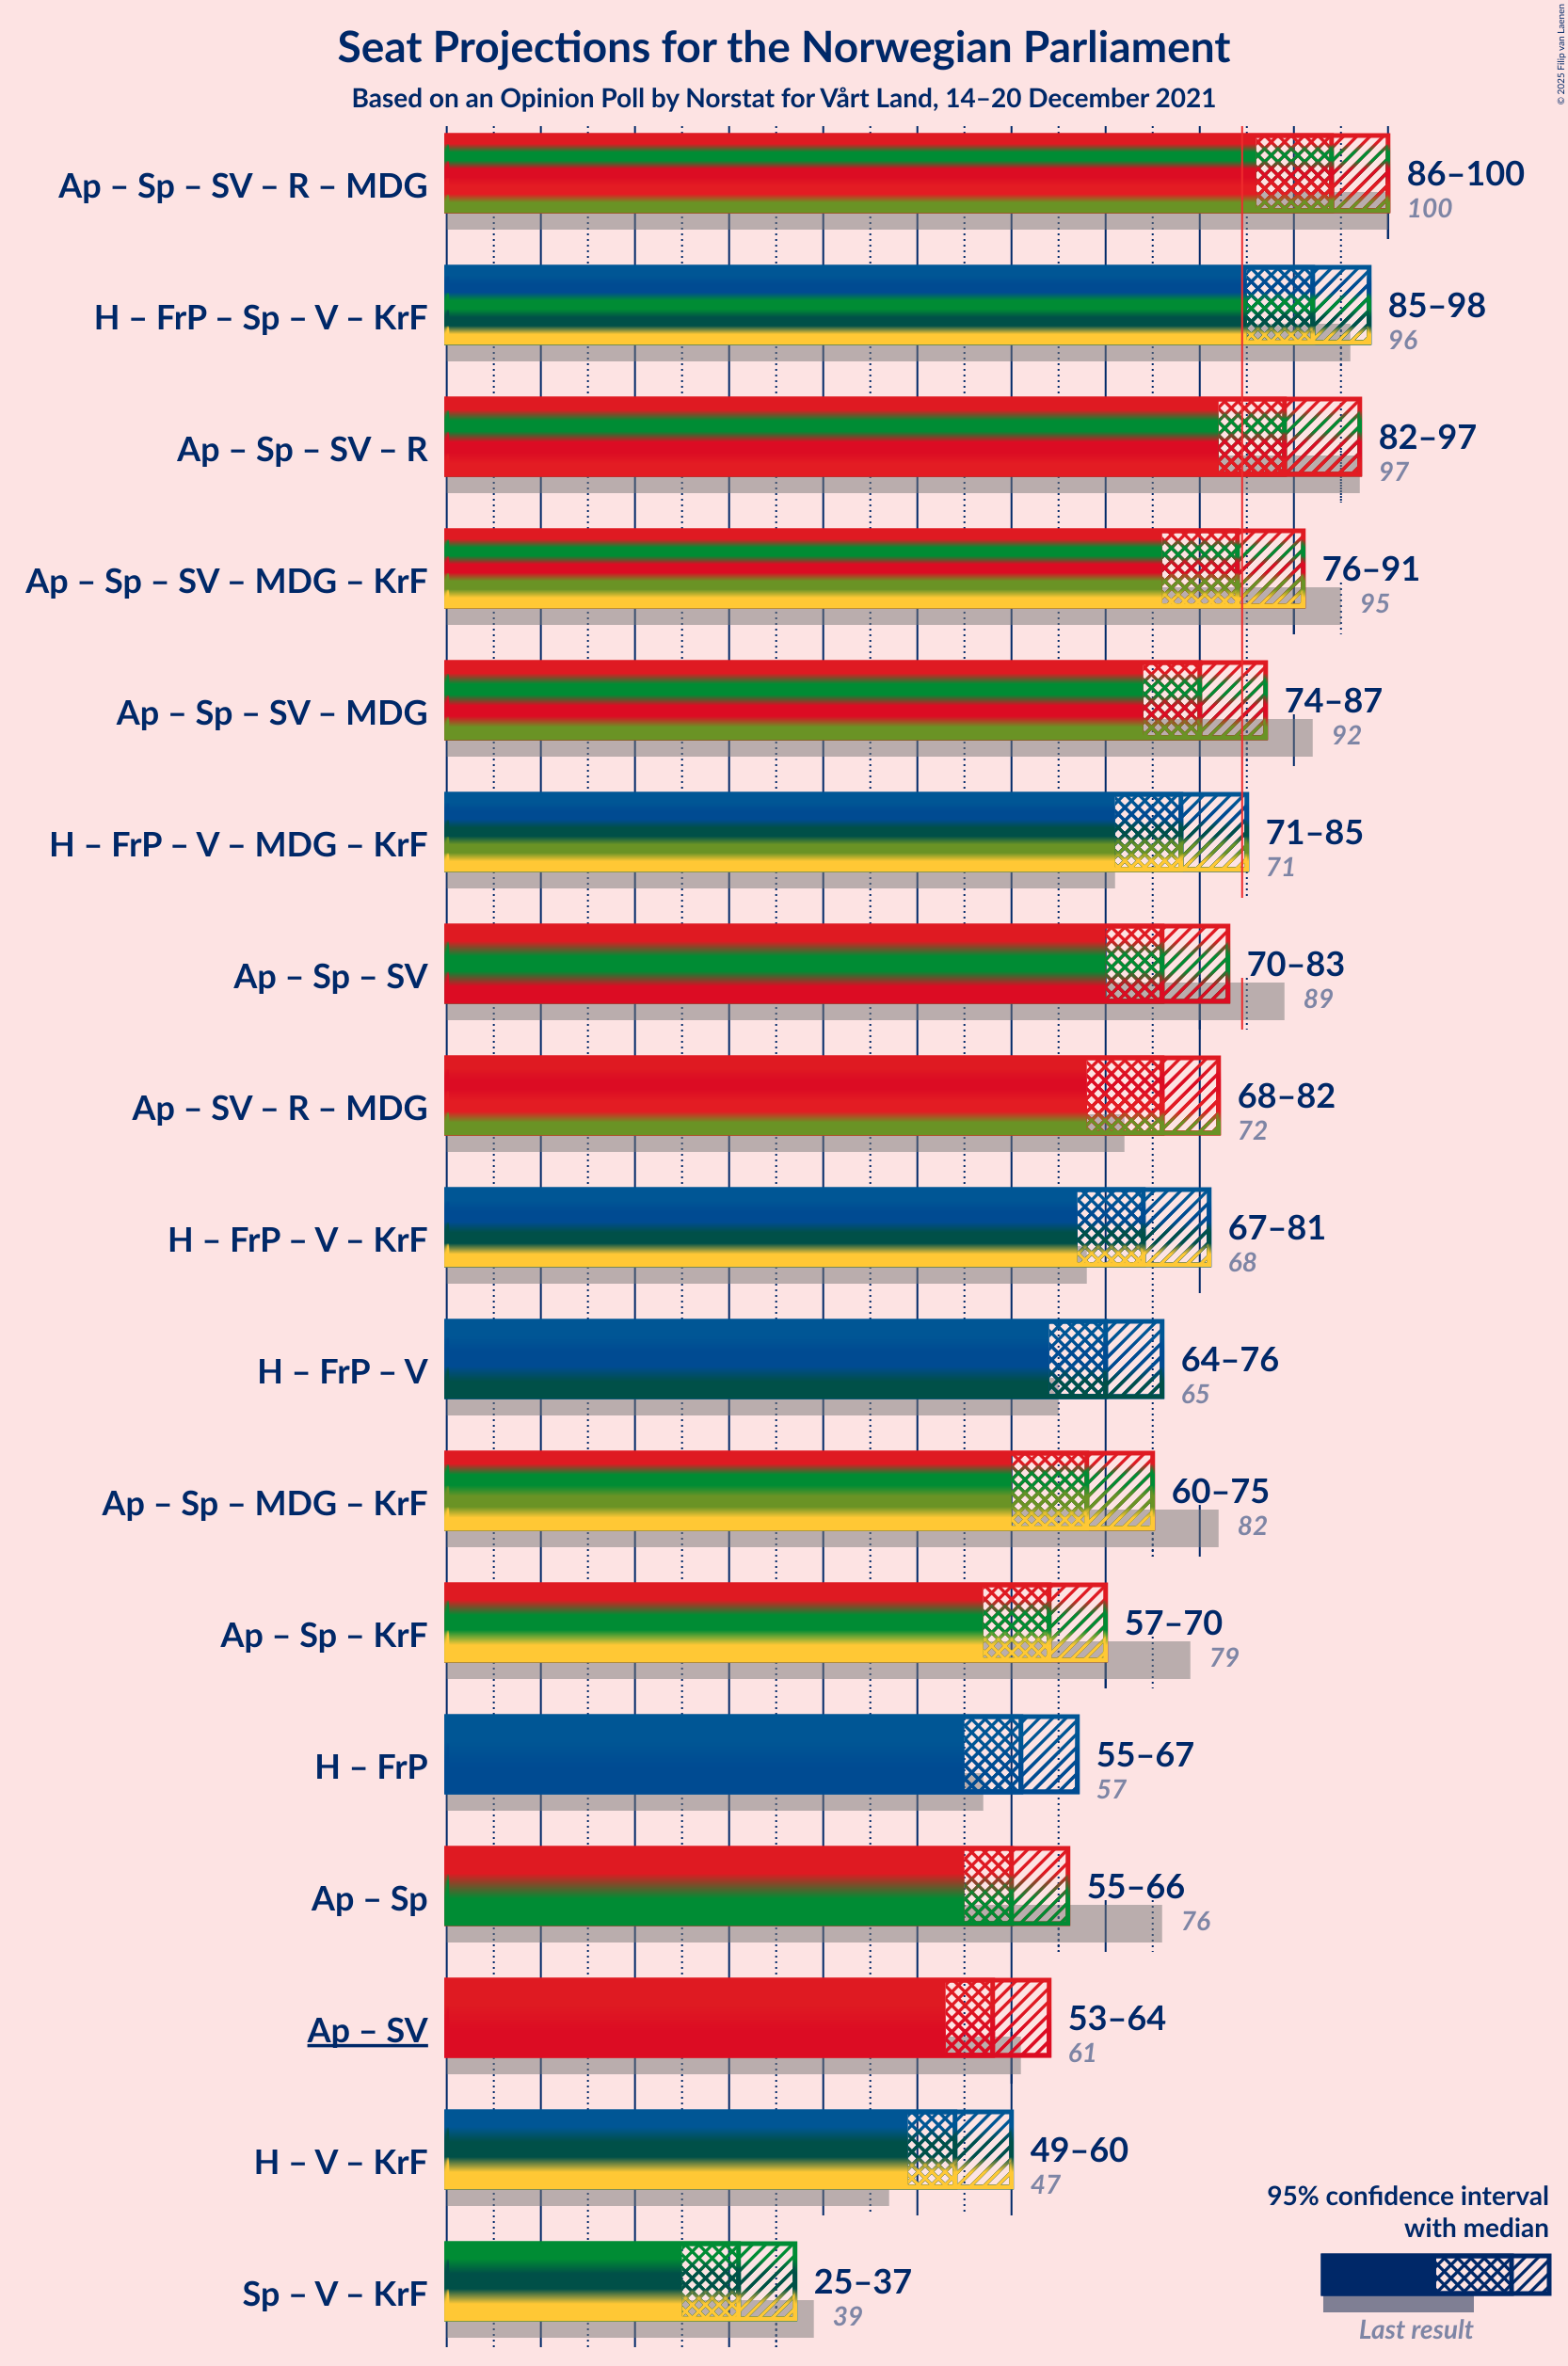 © 2025 Filip van Laenen
Seat Projections for the Norwegian Parliament
Based on an Opinion Poll by Norstat for Vårt Land, 14–20 December 2021
Ap – Sp – SV – R – MDG
86–100
100
H – FrP – Sp – V – KrF
85–98
96
Ap – Sp – SV – R
82–97
97
Ap – Sp – SV – MDG – KrF
76–91
95
Ap – Sp – SV – MDG
74–87
92
H – FrP – V – MDG – KrF
71–85
71
Ap – Sp – SV
70–83
89
Ap – SV – R – MDG
68–82
72
H – FrP – V – KrF
67–81
68
H – FrP – V
64–76
65
Ap – Sp – MDG – KrF
60–75
82
Ap – Sp – KrF
57–70
79
H – FrP
55–67
57
Ap – Sp
55–66
76
Ap – SV
53–64
61
H – V – KrF
49–60
47
Sp – V – KrF
25–37
39
95% confidence interval
with median
Last result